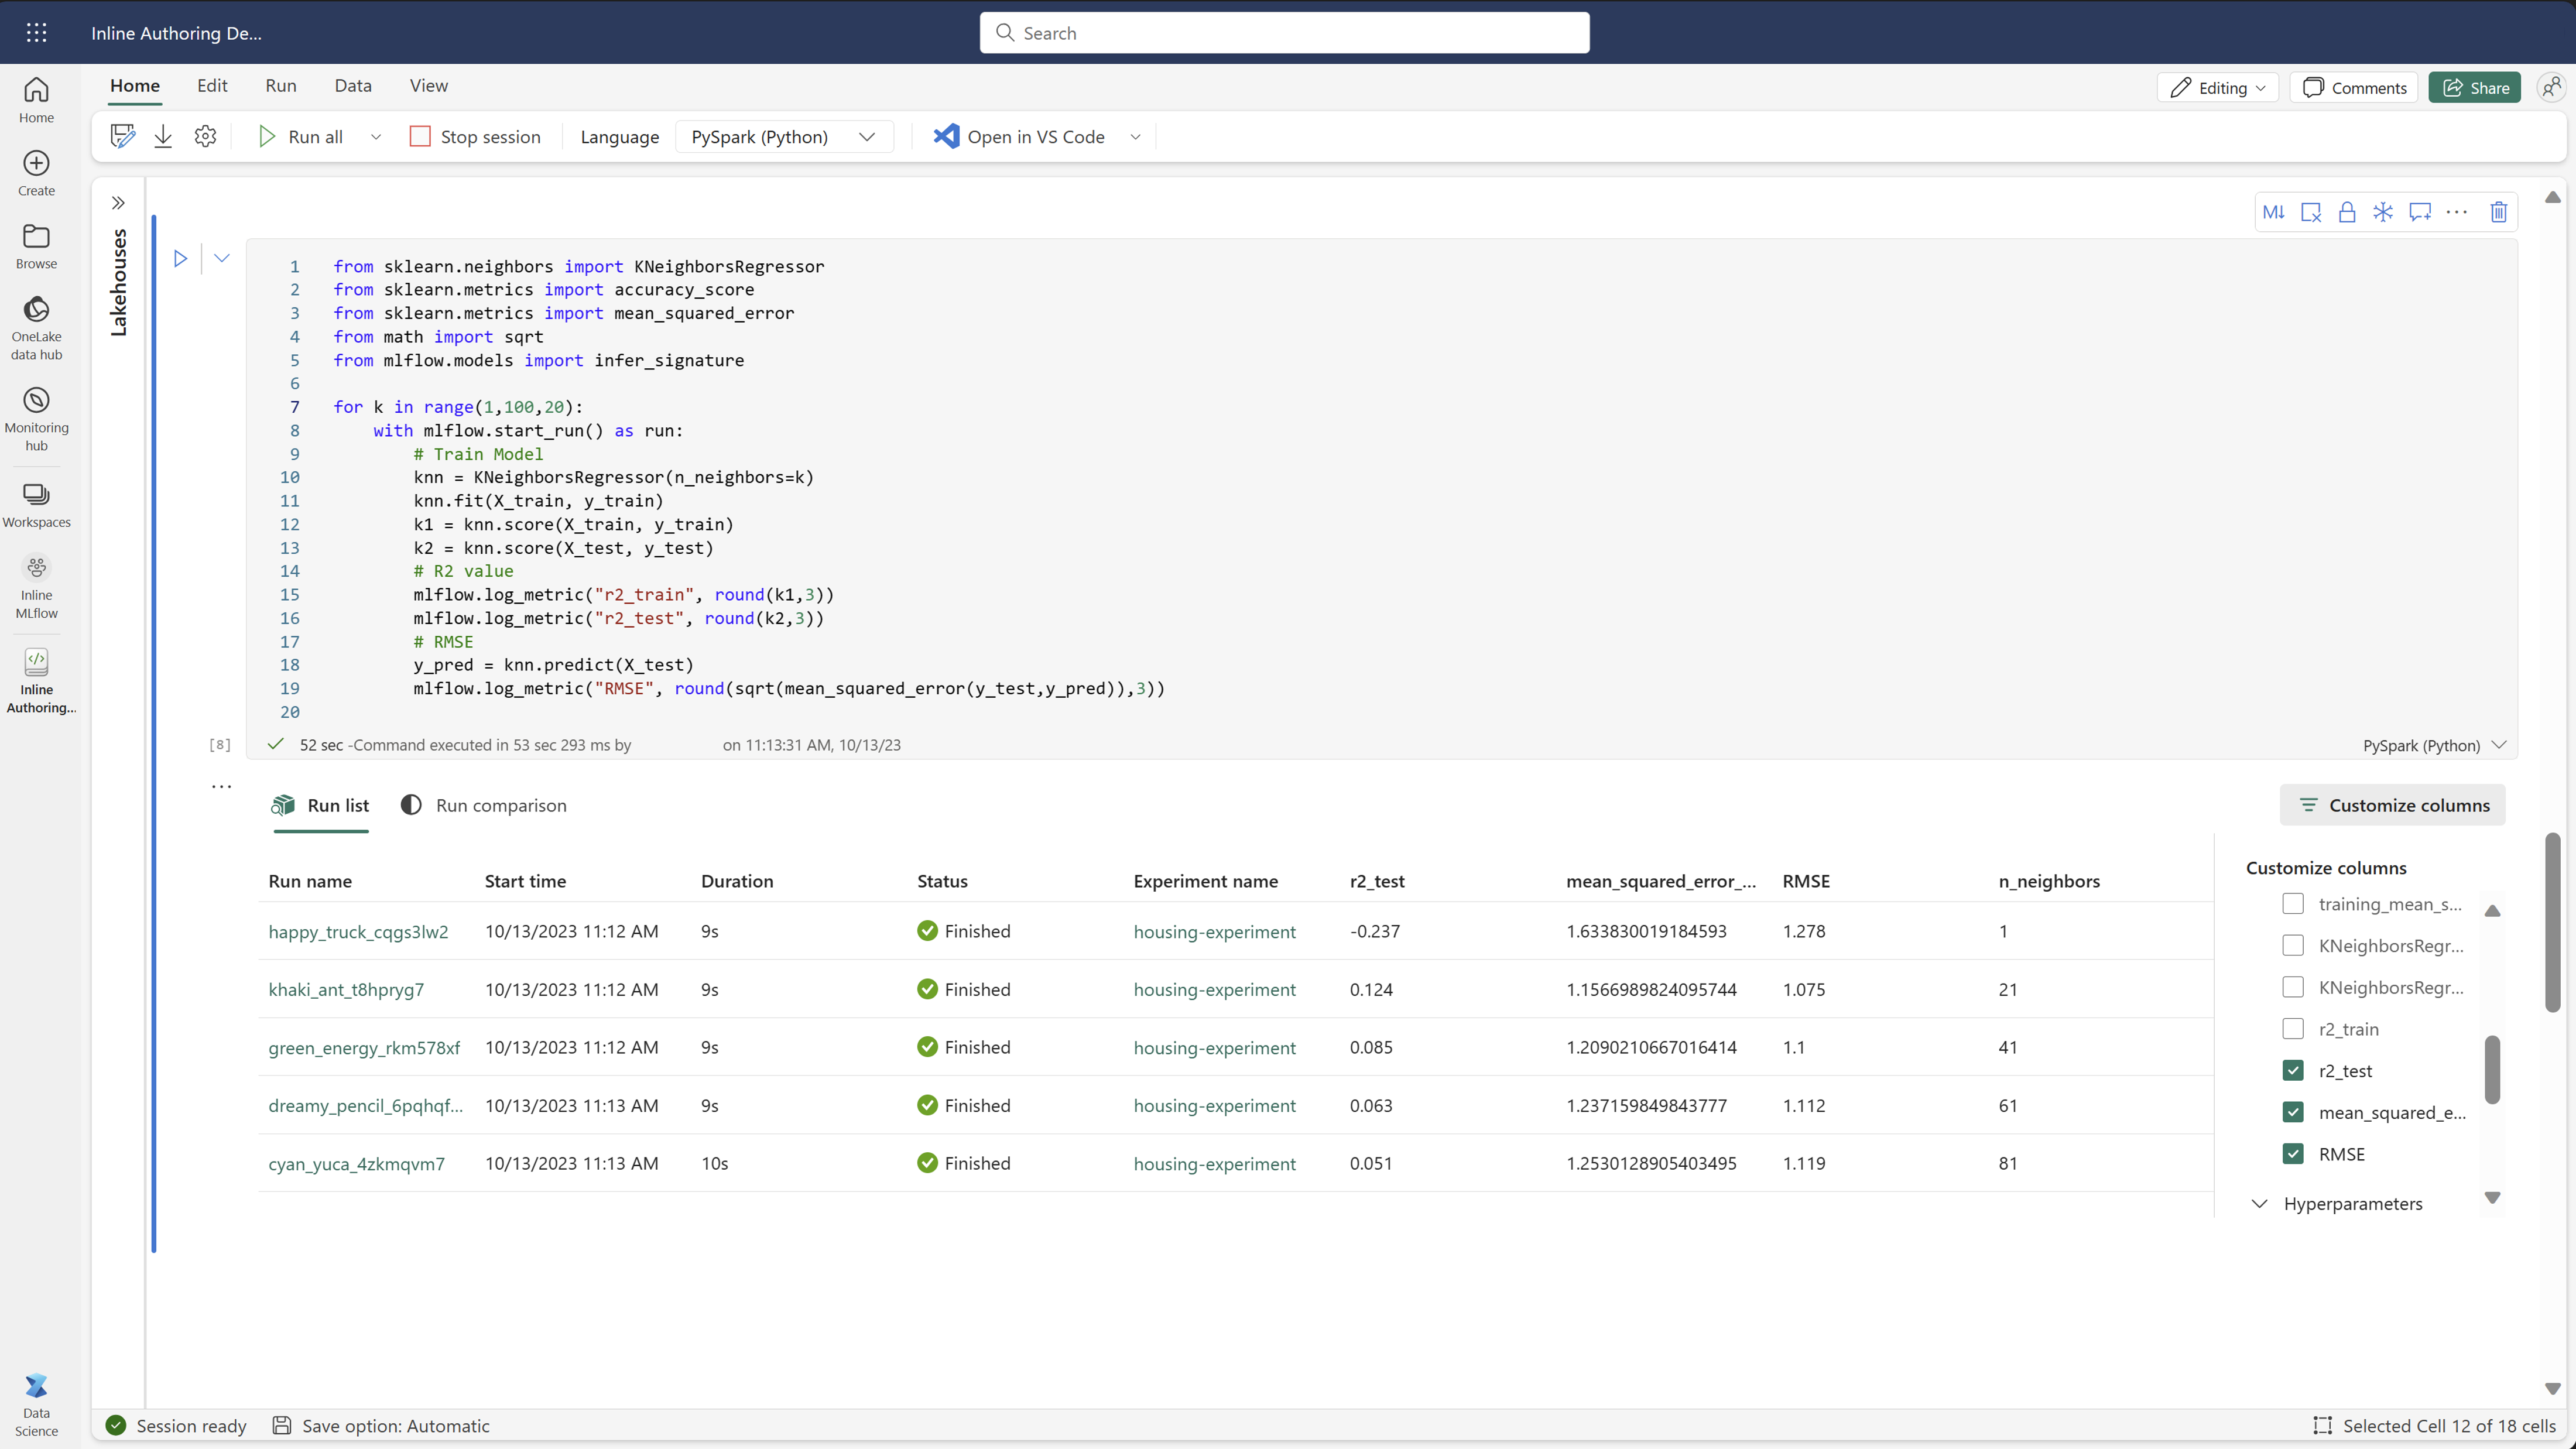 Inline Authoring De...
Search
Home
Edit
Run
Data
View
Editing
Comments
Share
Run all
Stop session
Language
PySpark (Python)
Open in VS Code
Home
Create
Browse
OneLake
data hub
Monitoring
hub
Workspaces
Inline
MLflow
Inline
Authoring...
Data
Science
Lakehouses
M↓
1 from sklearn.neighbors import KNeighborsRegressor
2 from sklearn.metrics import accuracy_score
3 from sklearn.metrics import mean_squared_error
4 from math import sqrt
5 from mlflow.models import infer_signature
6
7 for k in range(1,100,20):
8     with mlflow.start_run() as run:
9         # Train Model
10         knn = KNeighborsRegressor(n_neighbors=k)
11         knn.fit(X_train, y_train)
12         k1 = knn.score(X_train, y_train)
13         k2 = knn.score(X_test, y_test)
14         # R2 value
15         mlflow.log_metric("r2_train", round(k1,3))
16         mlflow.log_metric("r2_test", round(k2,3))
17         # RMSE
18         y_pred = knn.predict(X_test)
19         mlflow.log_metric("RMSE", round(sqrt(mean_squared_error(y_test,y_pred)),3))
20
[8] 52 sec -Command executed in 53 sec 293 ms by on 11:13:31 AM, 10/13/23 PySpark (Python)
...
Run list Run comparison Customize columns
Run name Start time Duration Status Experiment name r2_test mean_squared_error_... RMSE n_neighbors
happy_truck_cqgs3lw2 10/13/2023 11:12 AM 9s Finished housing-experiment -0.237 1.633830019184593 1.278 1
khaki_ant_t8hpryg7 10/13/2023 11:12 AM 9s Finished housing-experiment 0.124 1.1566989824095744 1.075 21
green_energy_rkm578xf 10/13/2023 11:12 AM 9s Finished housing-experiment 0.085 1.2090210667016414 1.1 41
dreamy_pencil_6pqhqf... 10/13/2023 11:13 AM 9s Finished housing-experiment 0.063 1.237159849843777 1.112 61
cyan_yuca_4zkmqvm7 10/13/2023 11:13 AM 10s Finished housing-experiment 0.051 1.2530128905403495 1.119 81
Customize columns
training_mean_s...
KNeighborsRegr...
KNeighborsRegr...
r2_train
r2_test
mean_squared_e...
RMSE
Hyperparameters
Session ready
Save option: Automatic
Selected Cell 12 of 18 cells